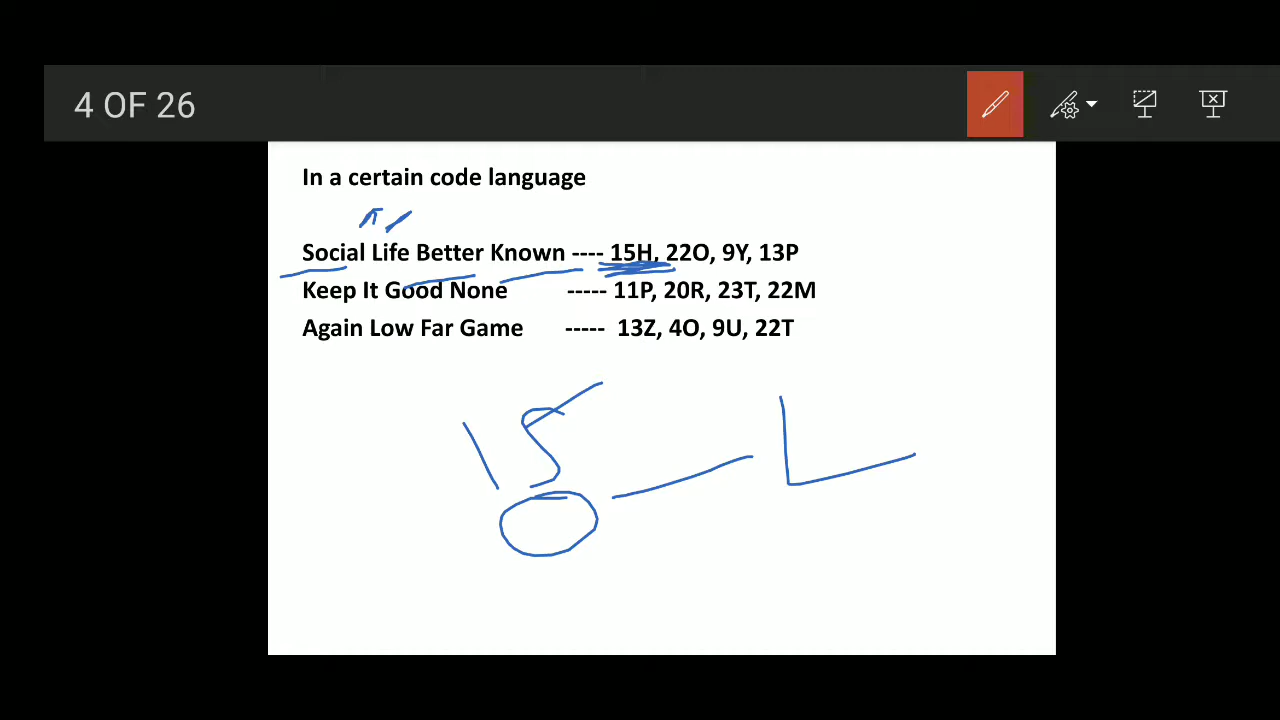 4 OF 26
In a certain code language
Social Life Better Known ---- 15H, 22O, 9Y, 13P
Keep It Good None ----- 11P, 20R, 23T, 22M
Again Low Far Game ----- 13Z, 4O, 9U, 22T
15 L
O